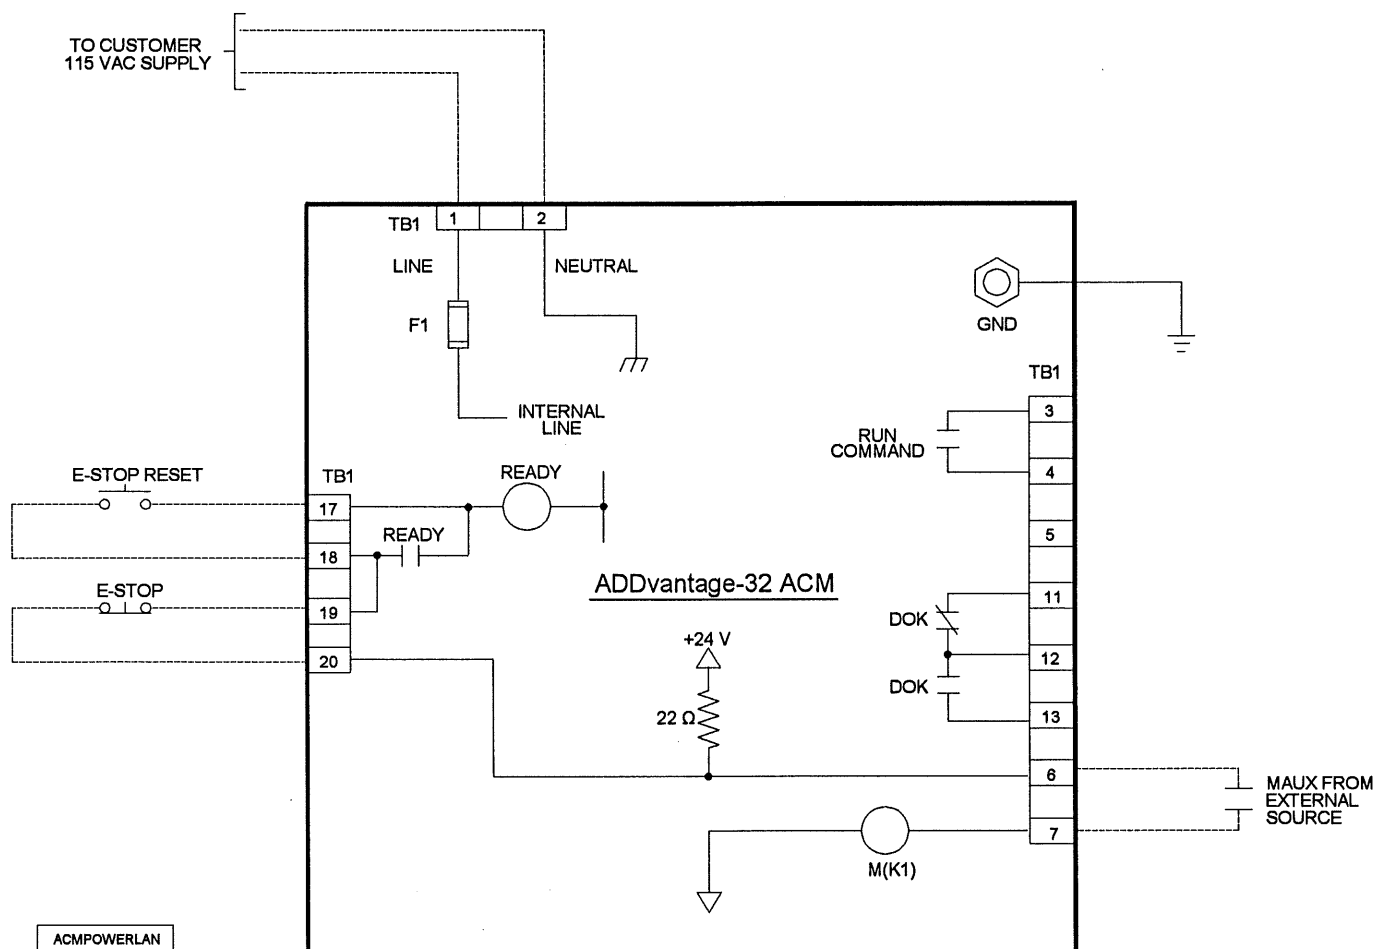 TO CUSTOMER
115 VAC SUPPLY
TB1
1
2
LINE
NEUTRAL
F1
INTERNAL
LINE
GND
TB1
3
RUN
COMMAND
4
5
E-STOP RESET
TB1
READY
17
READY
18
E-STOP
19
20
ADDvantage-32 ACM
11
DOK
12
DOK
13
+24 V
22 Ω
6
MAUX FROM
EXTERNAL
SOURCE
7
M(K1)
ACMPOWERLAN